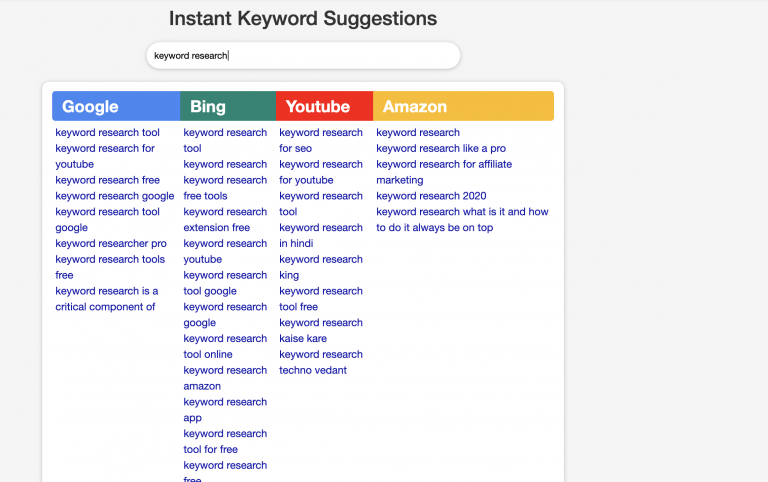 Instant Keyword Suggestions
keyword research
Google
keyword research tool
keyword research for
youtube
keyword research free
keyword research google
keyword research tool
google
keyword researcher pro
keyword research tools
free
keyword research is a
critical component of
Bing
keyword research
tool
keyword research
keyword research
free tools
keyword research
extension free
keyword research
youtube
keyword research
tool google
keyword research
google
keyword research
tool online
keyword research
amazon
keyword research
app
keyword research
tool for free
keyword research
free
Youtube
keyword research
for seo
keyword research
for youtube
keyword research
tool
keyword research
in hindi
keyword research
king
keyword research
tool free
keyword research
kaise kare
keyword research
techno vedant
Amazon
keyword research
keyword research like a pro
keyword research for affiliate
marketing
keyword research 2020
keyword research what is it and how
to do it always be on top